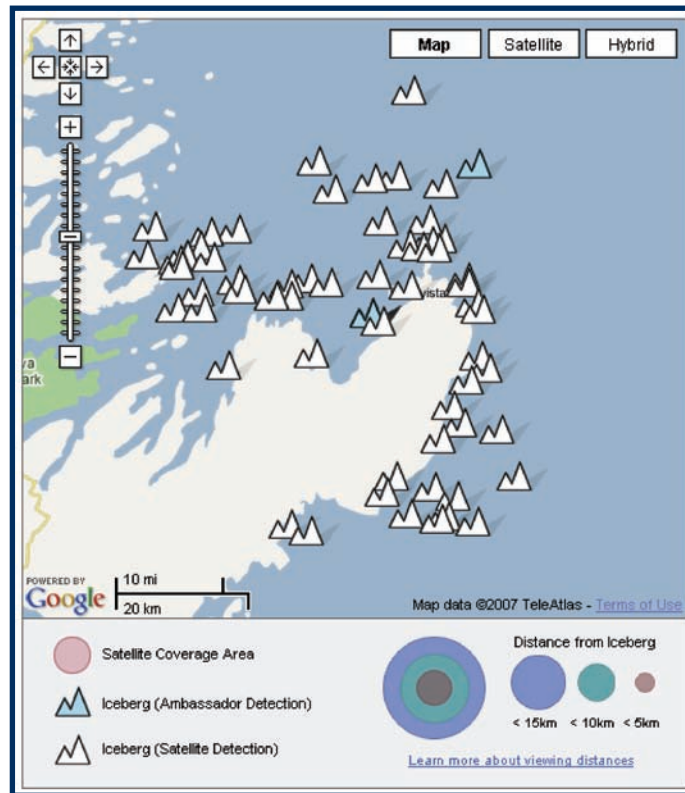 Map Satellite Hybrid
vista
va
ark
10 mi
20 km
POWERED BY
Google
Map data ©2007 TeleAtlas - Terms of Use
Satellite Coverage Area
Iceberg (Ambassador Detection)
Iceberg (Satellite Detection)
Distance from Iceberg
< 15km < 10km < 5km
Learn more about viewing distances